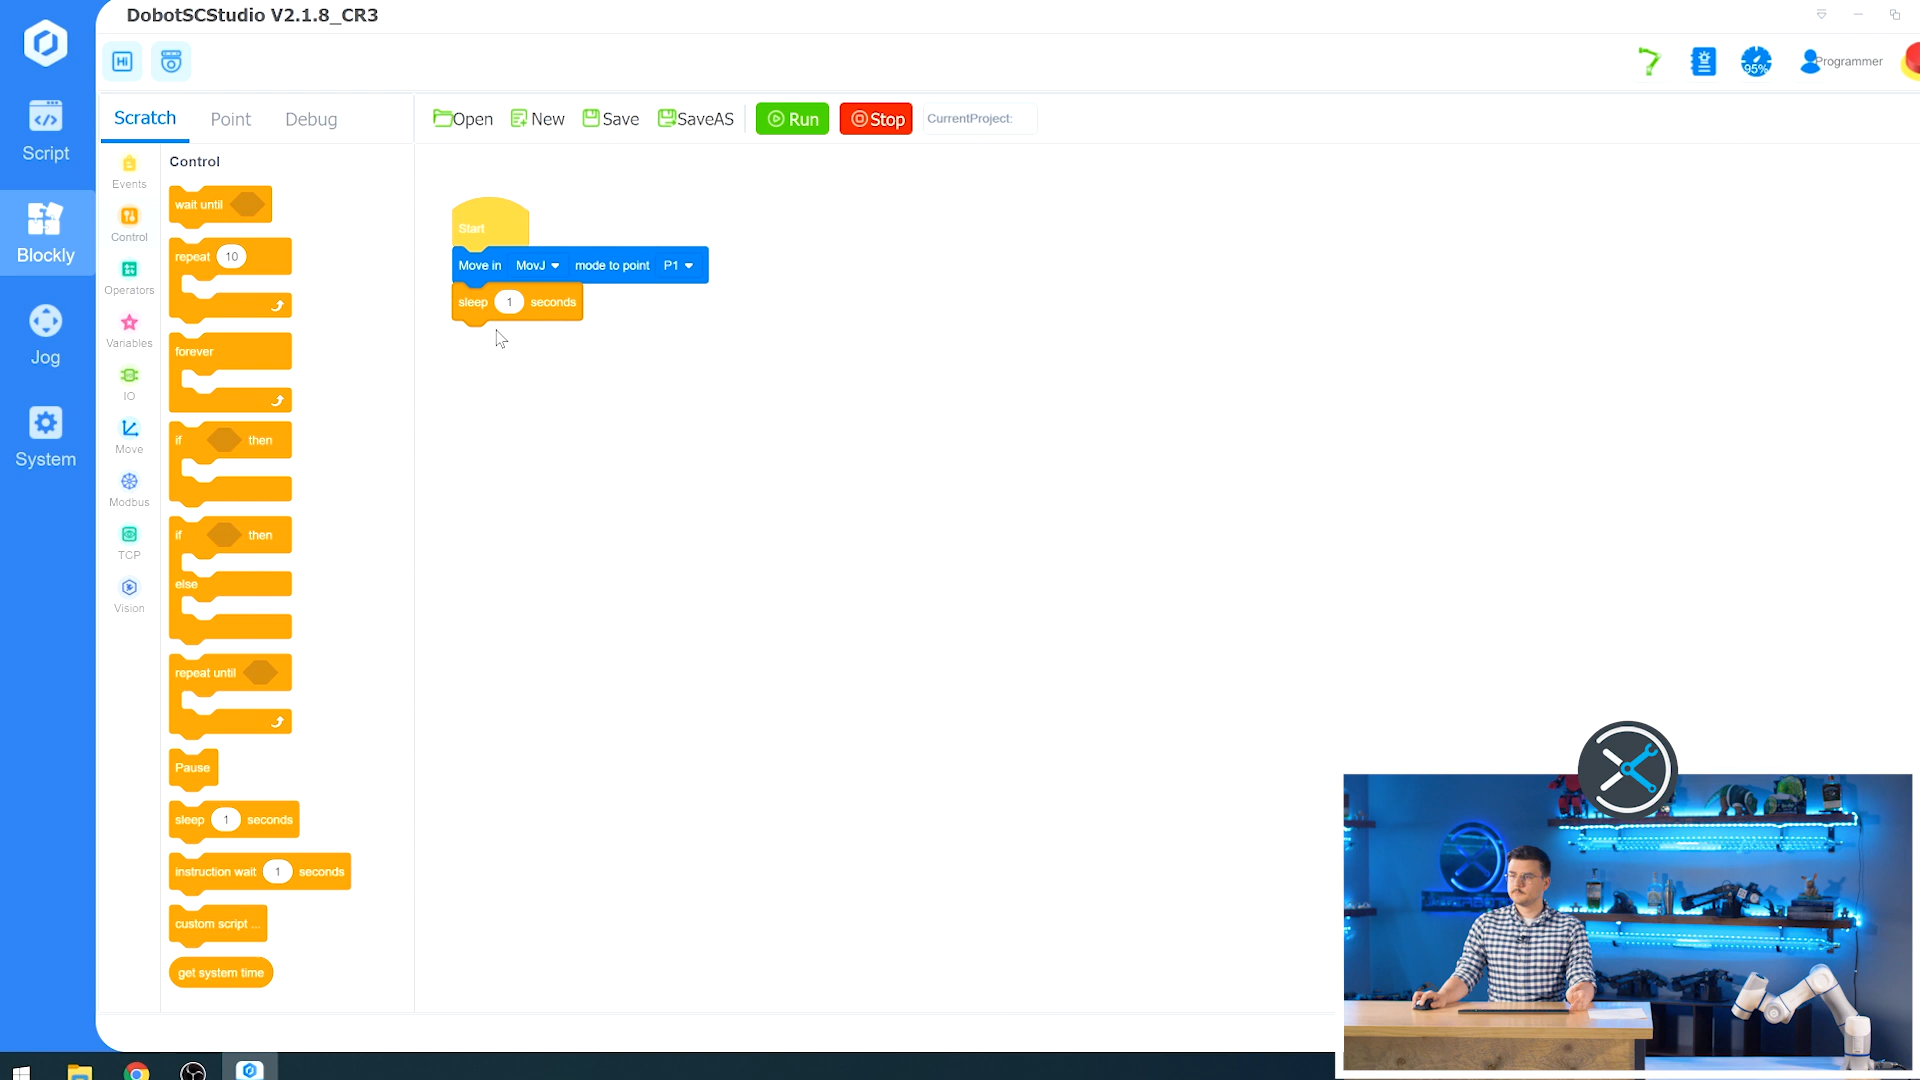 DobotSCStudio V2.1.8_CR3
Hi
95%
Programmer
Script
Blockly
Jog
System
Scratch
Point
Debug
Open
New
Save
SaveAS
Run
Stop
CurrentProject:
Events
Control
Operators
Variables
IO
Move
Modbus
TCP
Vision
Control
wait until
repeat 10
forever
if then
if then
else
repeat until
Pause
sleep 1 seconds
instruction wait 1 seconds
custom script ...
get system time
Start
Move in MovJ mode to point P1
sleep 1 seconds